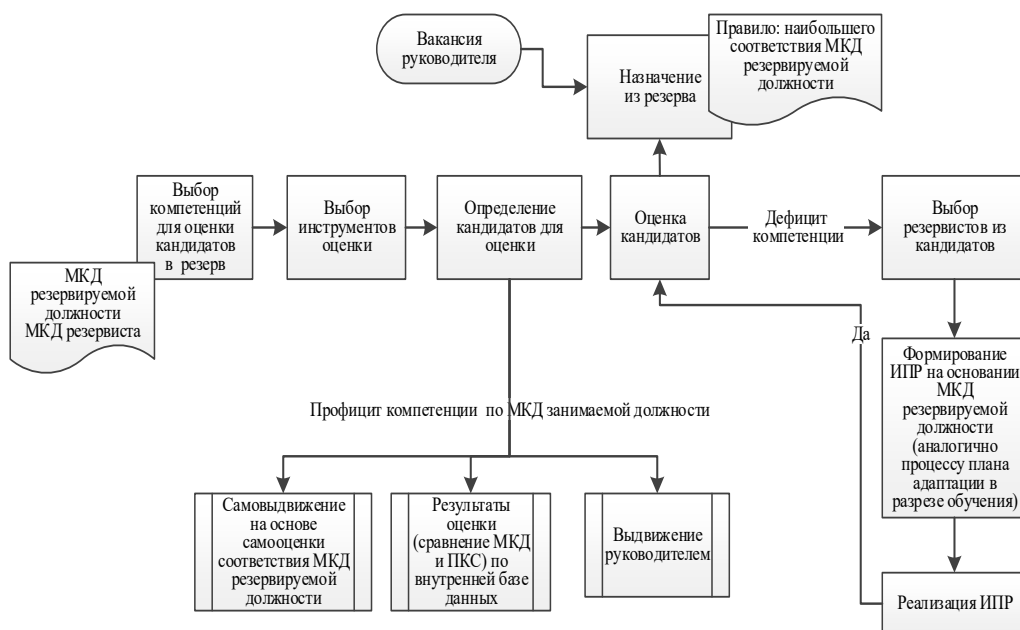 Вакансия
руководителя
Назначение
из резерва
Правило: наибольшего
соответствия МКД
резервируемой
должности
Выбор
компетенций
для оценки
кандидатов
в резерв
МКД
резервируемой
должности
МКД резервиста
Выбор
инструментов
оценки
Определение
кандидатов для
оценки
Оценка
кандидатов
Дефицит
компетенции
Выбор
резервистов из
кандидатов
Да
Формирование
ИПР на основании
МКД
резервируемой
должности
(аналогично
процессу плана
адаптации в
разрезе обучения)
Реализация ИПР
Профицит компетенции по МКД занимаемой должности
Самовыдвижение
на основе
самооценки
соответствия МКД
резервируемой
должности
Результаты
оценки
(сравнение МКД
и ПКС) по
внутренней базе
данных
Выдвижение
руководителем